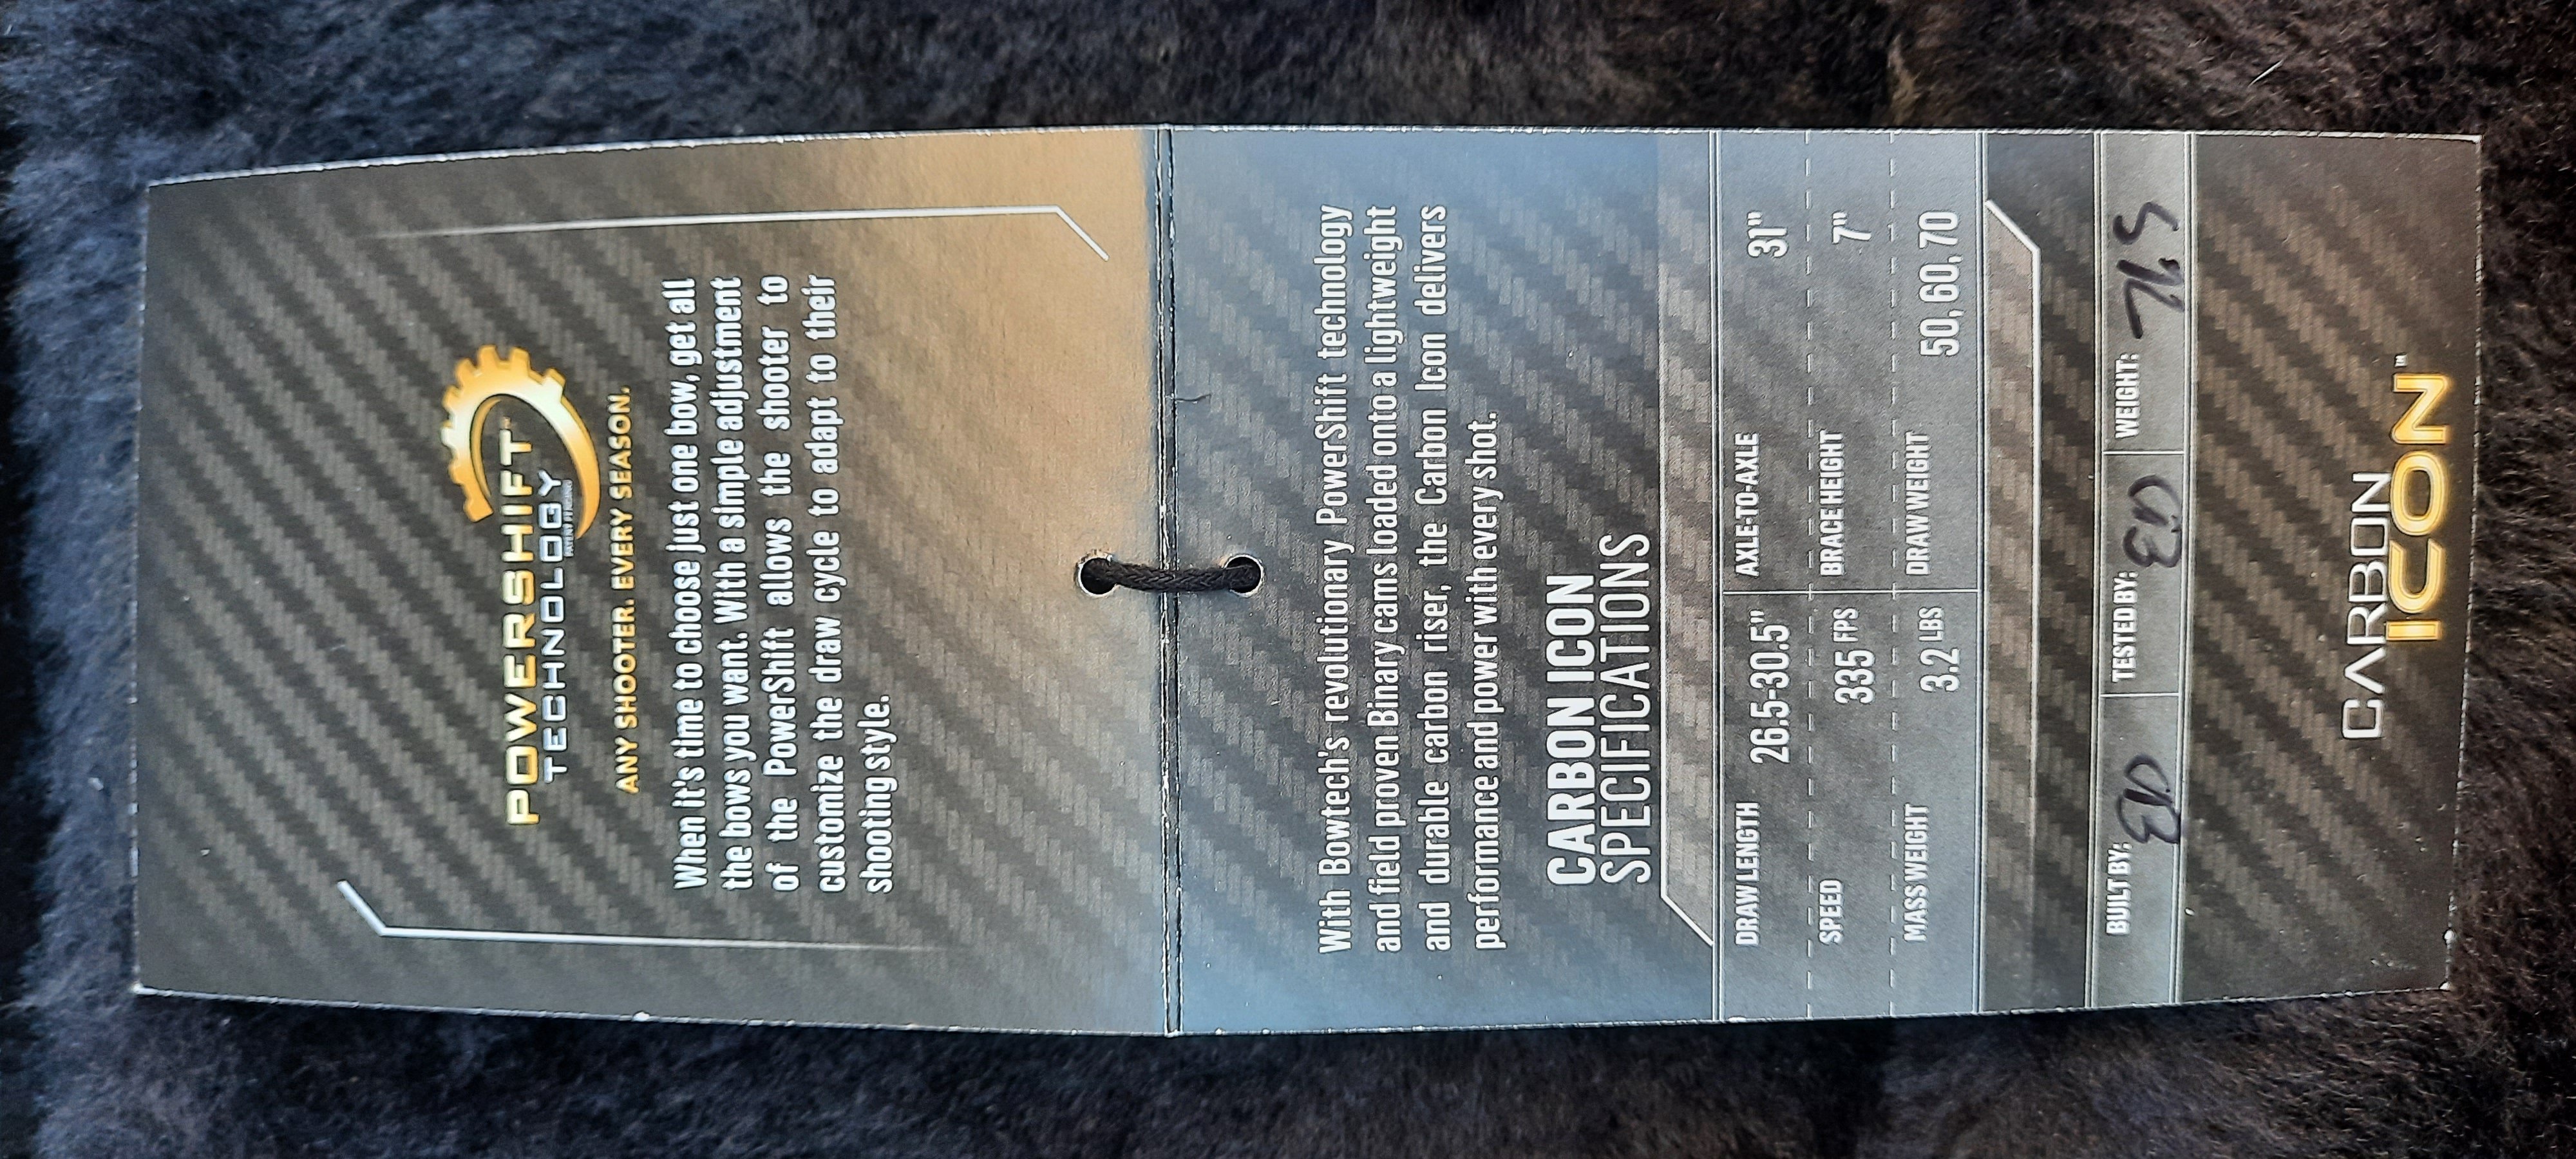 POWERSHIFT™
TECHNOLOGY
PATENT PENDING
ANY SHOOTER. EVERY SEASON.
When it's time to choose just one bow, get all
the bows you want. With a simple adjustment
of the PowerShift allows the shooter to
customize the draw cycle to adapt to their
shooting style.
With Bowtech's revolutionary PowerShift technology
and field proven Binary cams loaded onto a lightweight
and durable carbon riser, the Carbon Icon delivers
performance and power with every shot.
CARBON ICON
SPECIFICATIONS
DRAW LENGTH 26.5-30.5" AXLE-TO-AXLE 31"
SPEED 335 FPS BRACE HEIGHT 7"
MASS WEIGHT 3.2 LBS DRAW WEIGHT 50, 60, 70
BUILT BY: TESTED BY: WEIGHT:
CARBON
ICON™